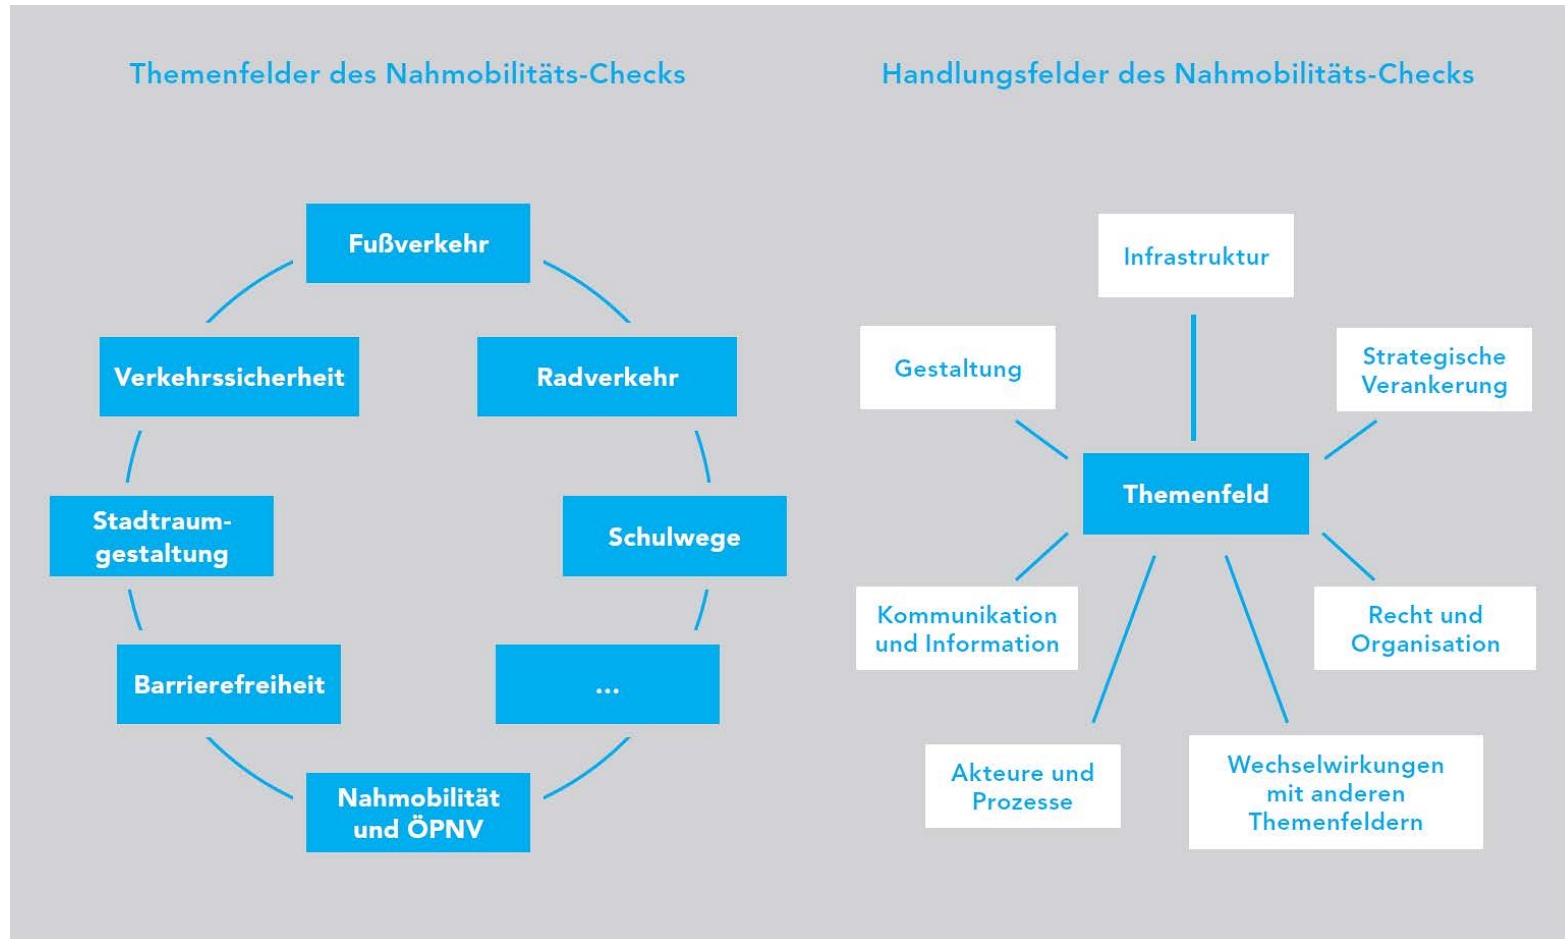 Themenfelder des Nahmobilitäts-Checks
Fußverkehr
Verkehrssicherheit
Radverkehr
Stadtraum-
gestaltung
Schulwege
Barrierefreiheit
...
Nahmobilität
und ÖPNV
Handlungsfelder des Nahmobilitäts-Checks
Infrastruktur
Gestaltung
Strategische
Verankerung
Themenfeld
Kommunikation
und Information
Recht und
Organisation
Akteure und
Prozesse
Wechselwirkungen
mit anderen
Themenfeldern